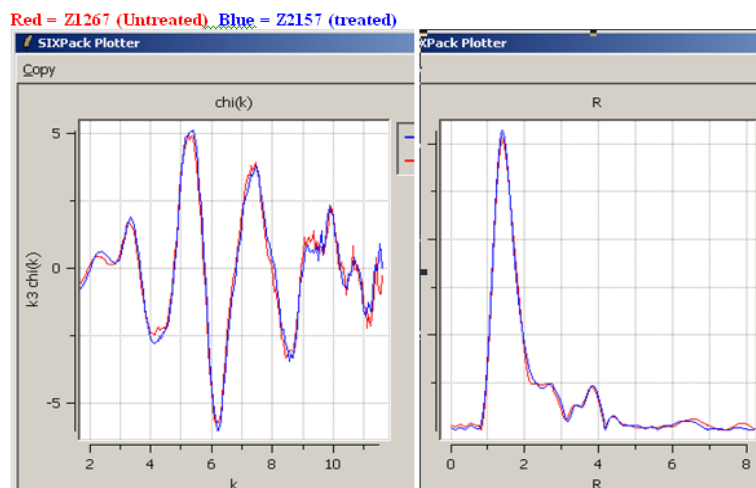 Red = Z1267 (Untreated), Blue = Z2157 (treated)
SIXPack Plotter
Copy
chi(k)
k3 chi(k)
5
0
-5
2 4 6 8 10
k
XPack Plotter
R
0 2 4 6 8
R